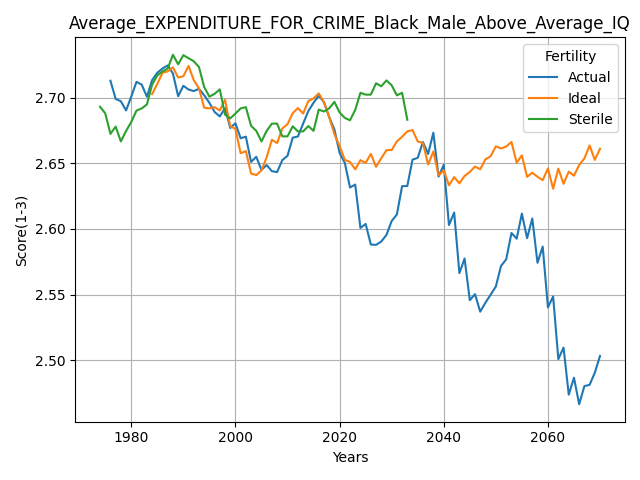 Average_EXPENDITURE_FOR_CRIME_Black_Male_Above_Average_IQ
Fertility
Actual
Ideal
Sterile
2.70
2.65
2.60
2.55
2.50
Score(1-3)
1980
2000
2020
2040
2060
Years